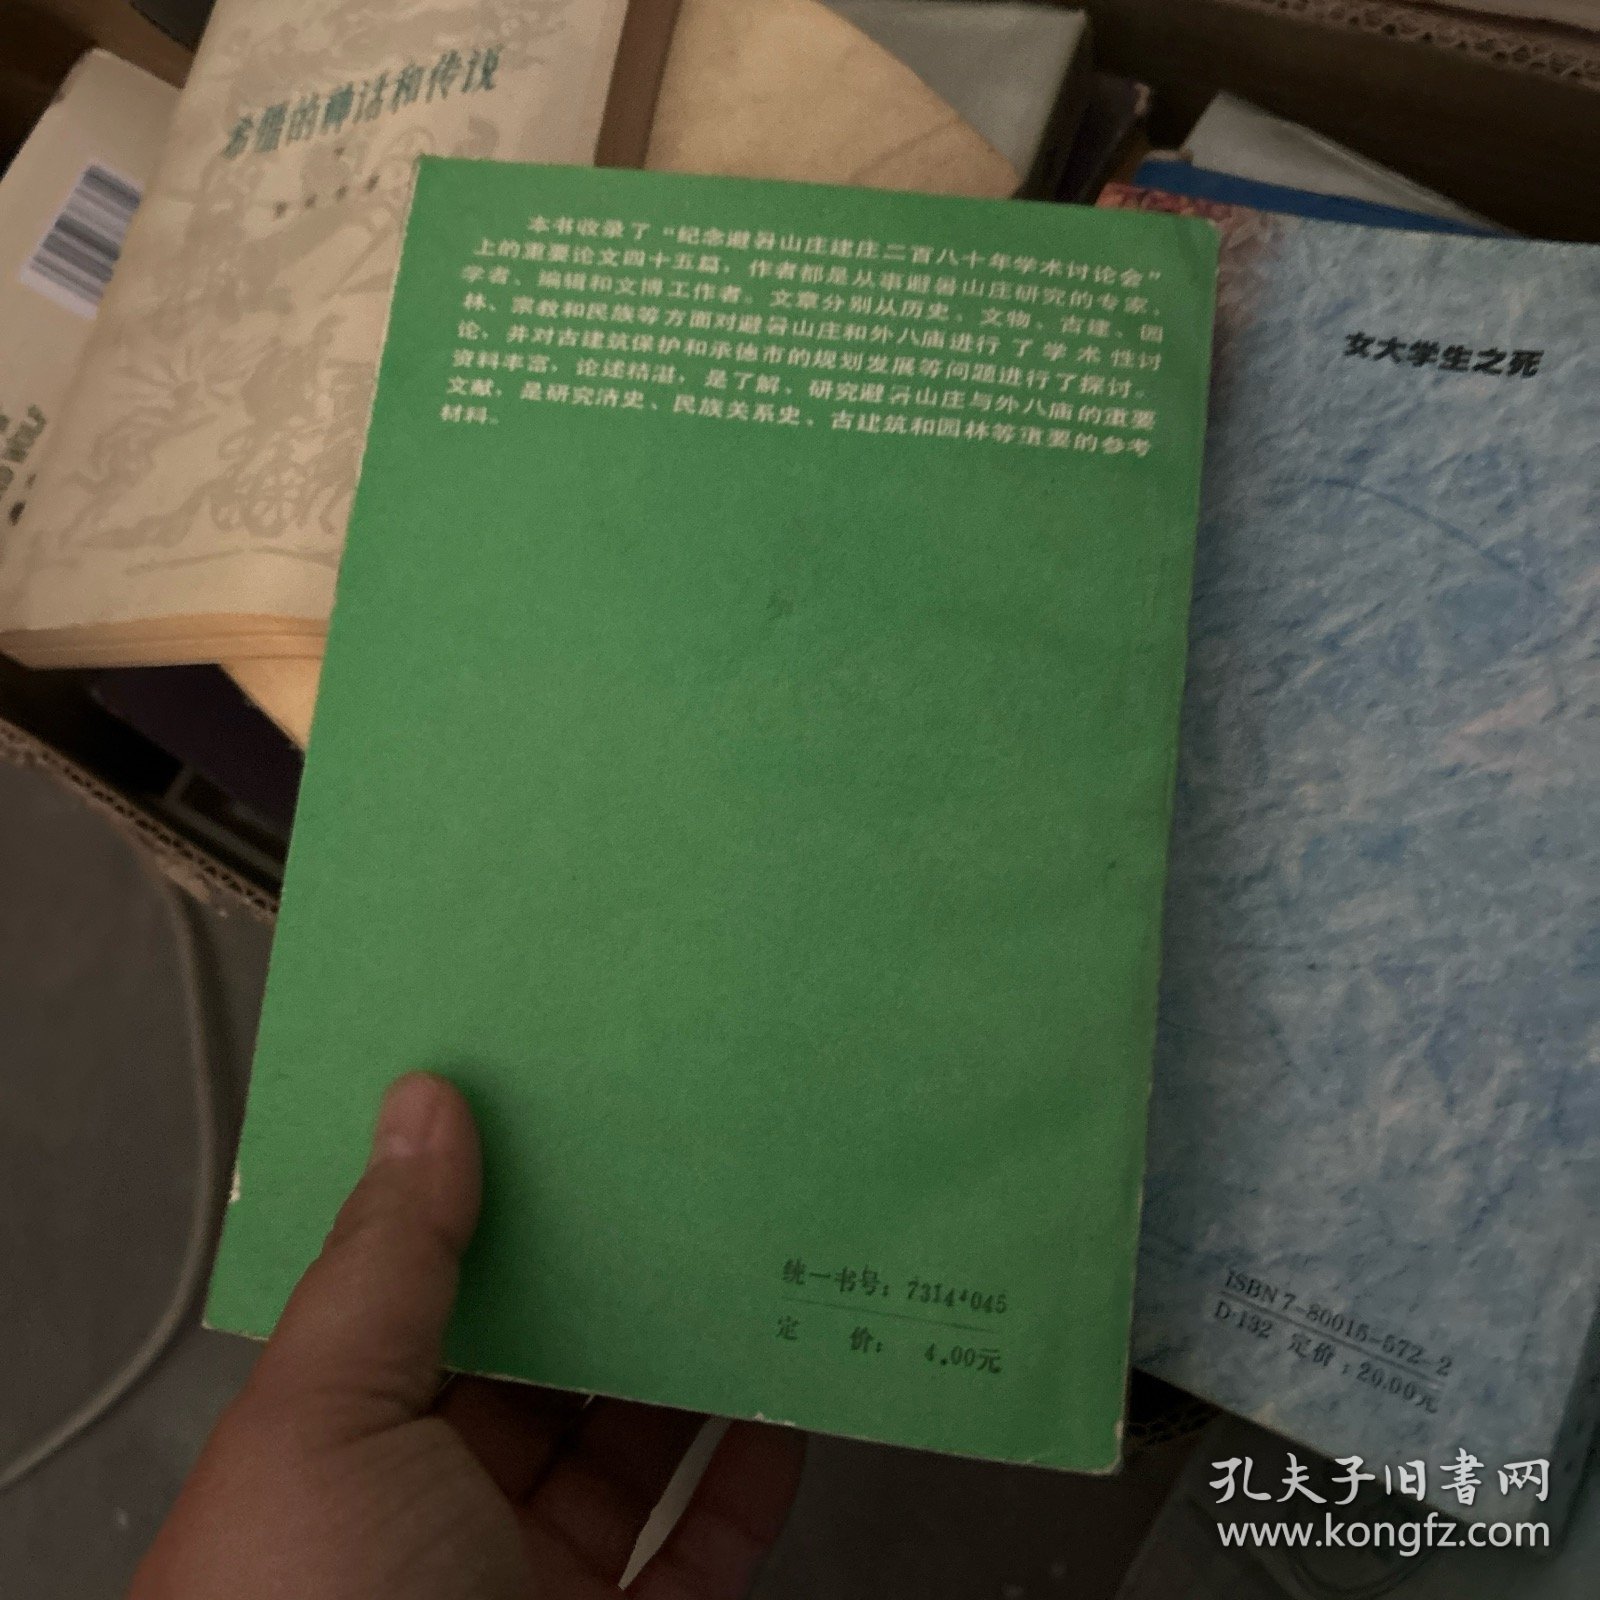 希腊的神话和传说
本书收录了“纪念避暑山庄建庄二百八十年学术讨论会”
上的重要论文四十五篇，作者都是从事避暑山庄研究的专家、
学者、编辑和文博工作者。文章分别从历史、文物、古建、园
林、宗教和民族等方面对避暑山庄和外八庙进行了学术性讨
论，并对古建筑保护和承德市的规划发展等问题进行了探讨。
资料丰富，论述精湛，是了解、研究避暑山庄与外八庙的重要
文献，是研究清史、民族关系史、古建筑和园林等重要的参考
材料。
统一书号：7314·045
定 价： 4.00元
女大学生之死
ISBN 7-80015-572-2
D·132 定价：20.00元
孔夫子旧书网
www.kongfz.com